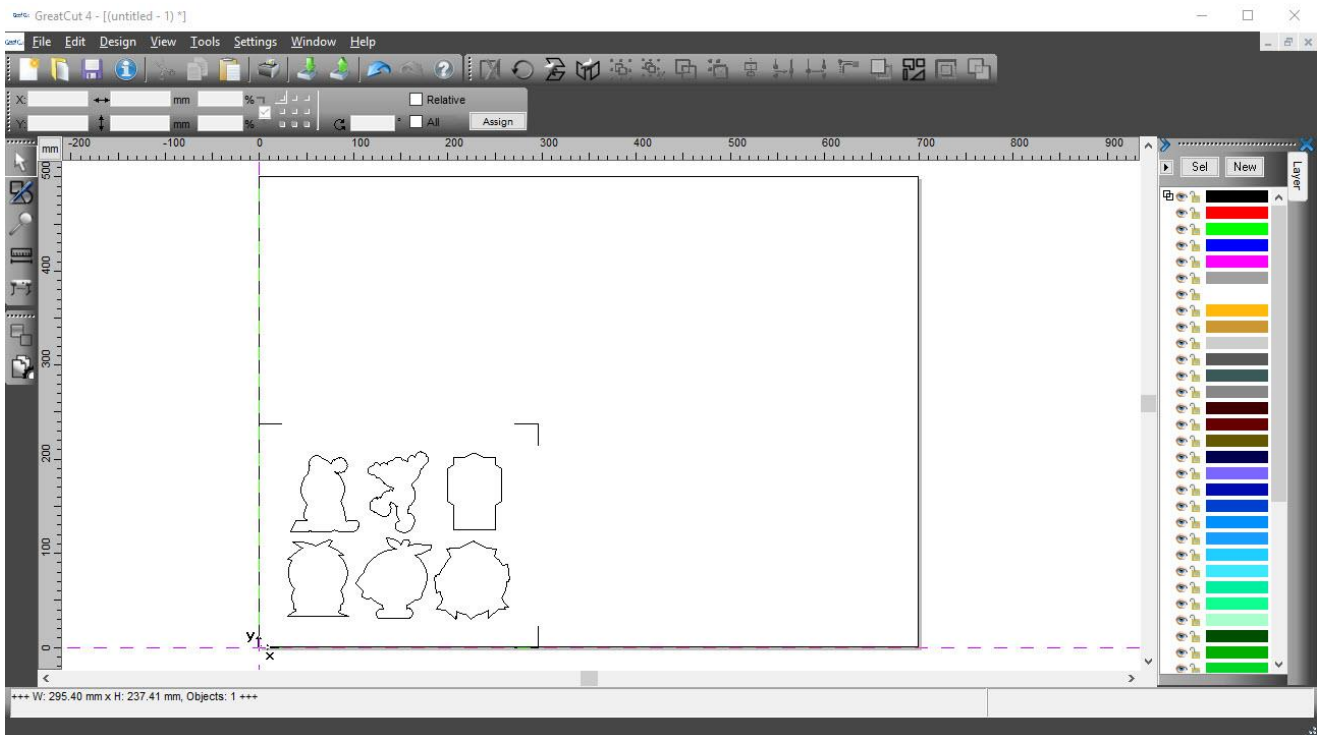 GreatCut GreatCut 4 - [(untitled - 1) *]
File Edit Design View Tools Settings Window Help
X: mm % Relative
Y: mm % ° All Assign
mm -200 -100 0 100 200 300 400 500 600 700 800 900
Sel New
Layer
500
400
300
200
100
0
y
x
+++ W: 295.40 mm x H: 237.41 mm, Objects: 1 +++